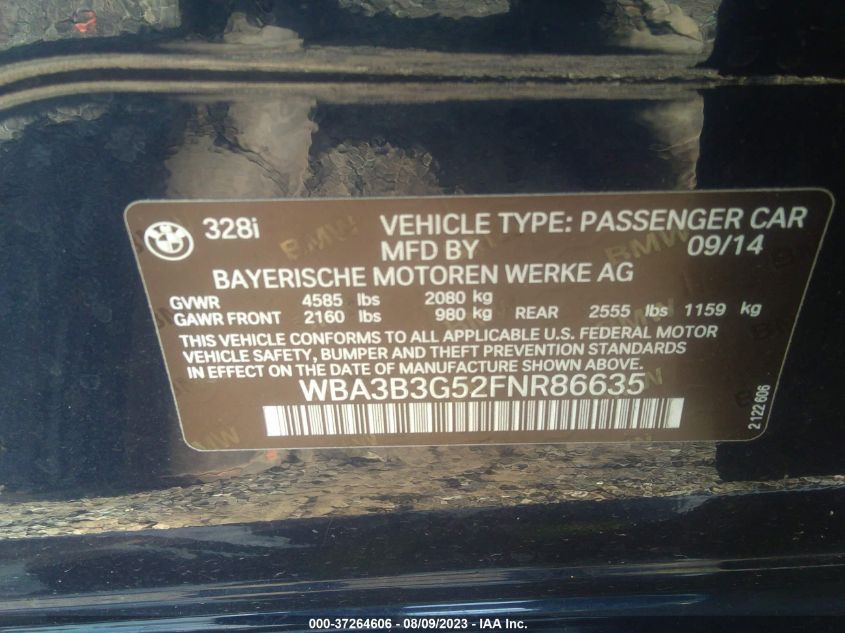 BMW 328i VEHICLE TYPE: PASSENGER CAR
MFD BY 09/14
BAYERISCHE MOTOREN WERKE AG
GVWR 4585 lbs 2080 kg
GAWR FRONT 2160 lbs 980 kg REAR 2555 lbs 1159 kg
THIS VEHICLE CONFORMS TO ALL APPLICABLE U.S. FEDERAL MOTOR
VEHICLE SAFETY, BUMPER AND THEFT PREVENTION STANDARDS
IN EFFECT ON THE DATE OF MANUFACTURE SHOWN ABOVE.
WBA3B3G52FNR86635
2 122 606
000-37264606 - 08/09/2023 - © IAA Inc.